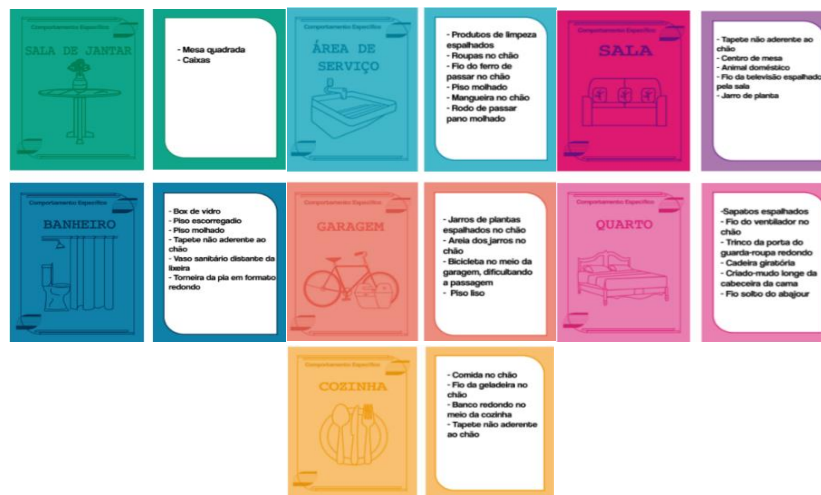 Comportamento Específico
SALA DE JANTAR
- Mesa quadrada
- Caixas
Comportamento Específico
ÁREA DE
SERVIÇO
- Produtos de limpeza
espalhados
- Roupas no chão
- Fio do ferro de
passar no chão
- Piso molhado
- Mangueira no chão
- Rodo de passar
pano molhado
Comportamento Específico
SALA
- Tapete não aderente ao
chão
- Centro de mesa
- Animal doméstico
- Fio da televisão espalhado
pela sala
- Jarro de planta
Comportamento Específico
BANHEIRO
- Box de vidro
- Piso escorregadio
- Piso molhado
- Tapete não aderente ao
chão
- Vaso sanitário distante da
lixeira
- Torneira da pia em formato
redondo
Comportamento Específico
GARAGEM
- Jarros de plantas
espalhados no chão
- Areia dos jarros no
chão
- Bicicleta no meio da
garagem, dificultando
a passagem
- Piso liso
Comportamento Específico
QUARTO
-Sapatos espalhados
- Fio do ventilador no
chão
- Trinco da porta do
guarda-roupa redondo
- Cadeira giratória
- Criado-mudo longe da
cabeceira da cama
- Fio solto do abajour
Comportamento Específico
COZINHA
- Comida no chão
- Fio da geladeira no
chão
- Banco redondo no
meio da cozinha
- Tapete não aderente
ao chão